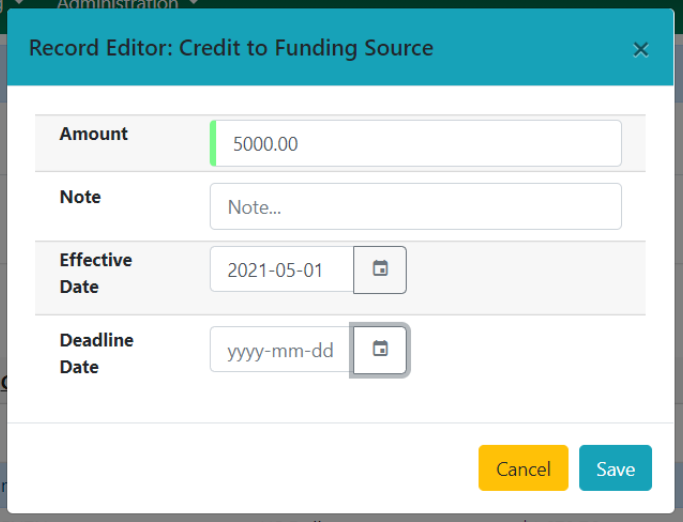 Administration
Record Editor: Credit to Funding Source
×
Amount
5000.00
Note
Note...
Effective
Date
2021-05-01
Deadline
Date
yyyy-mm-dd
Cancel
Save